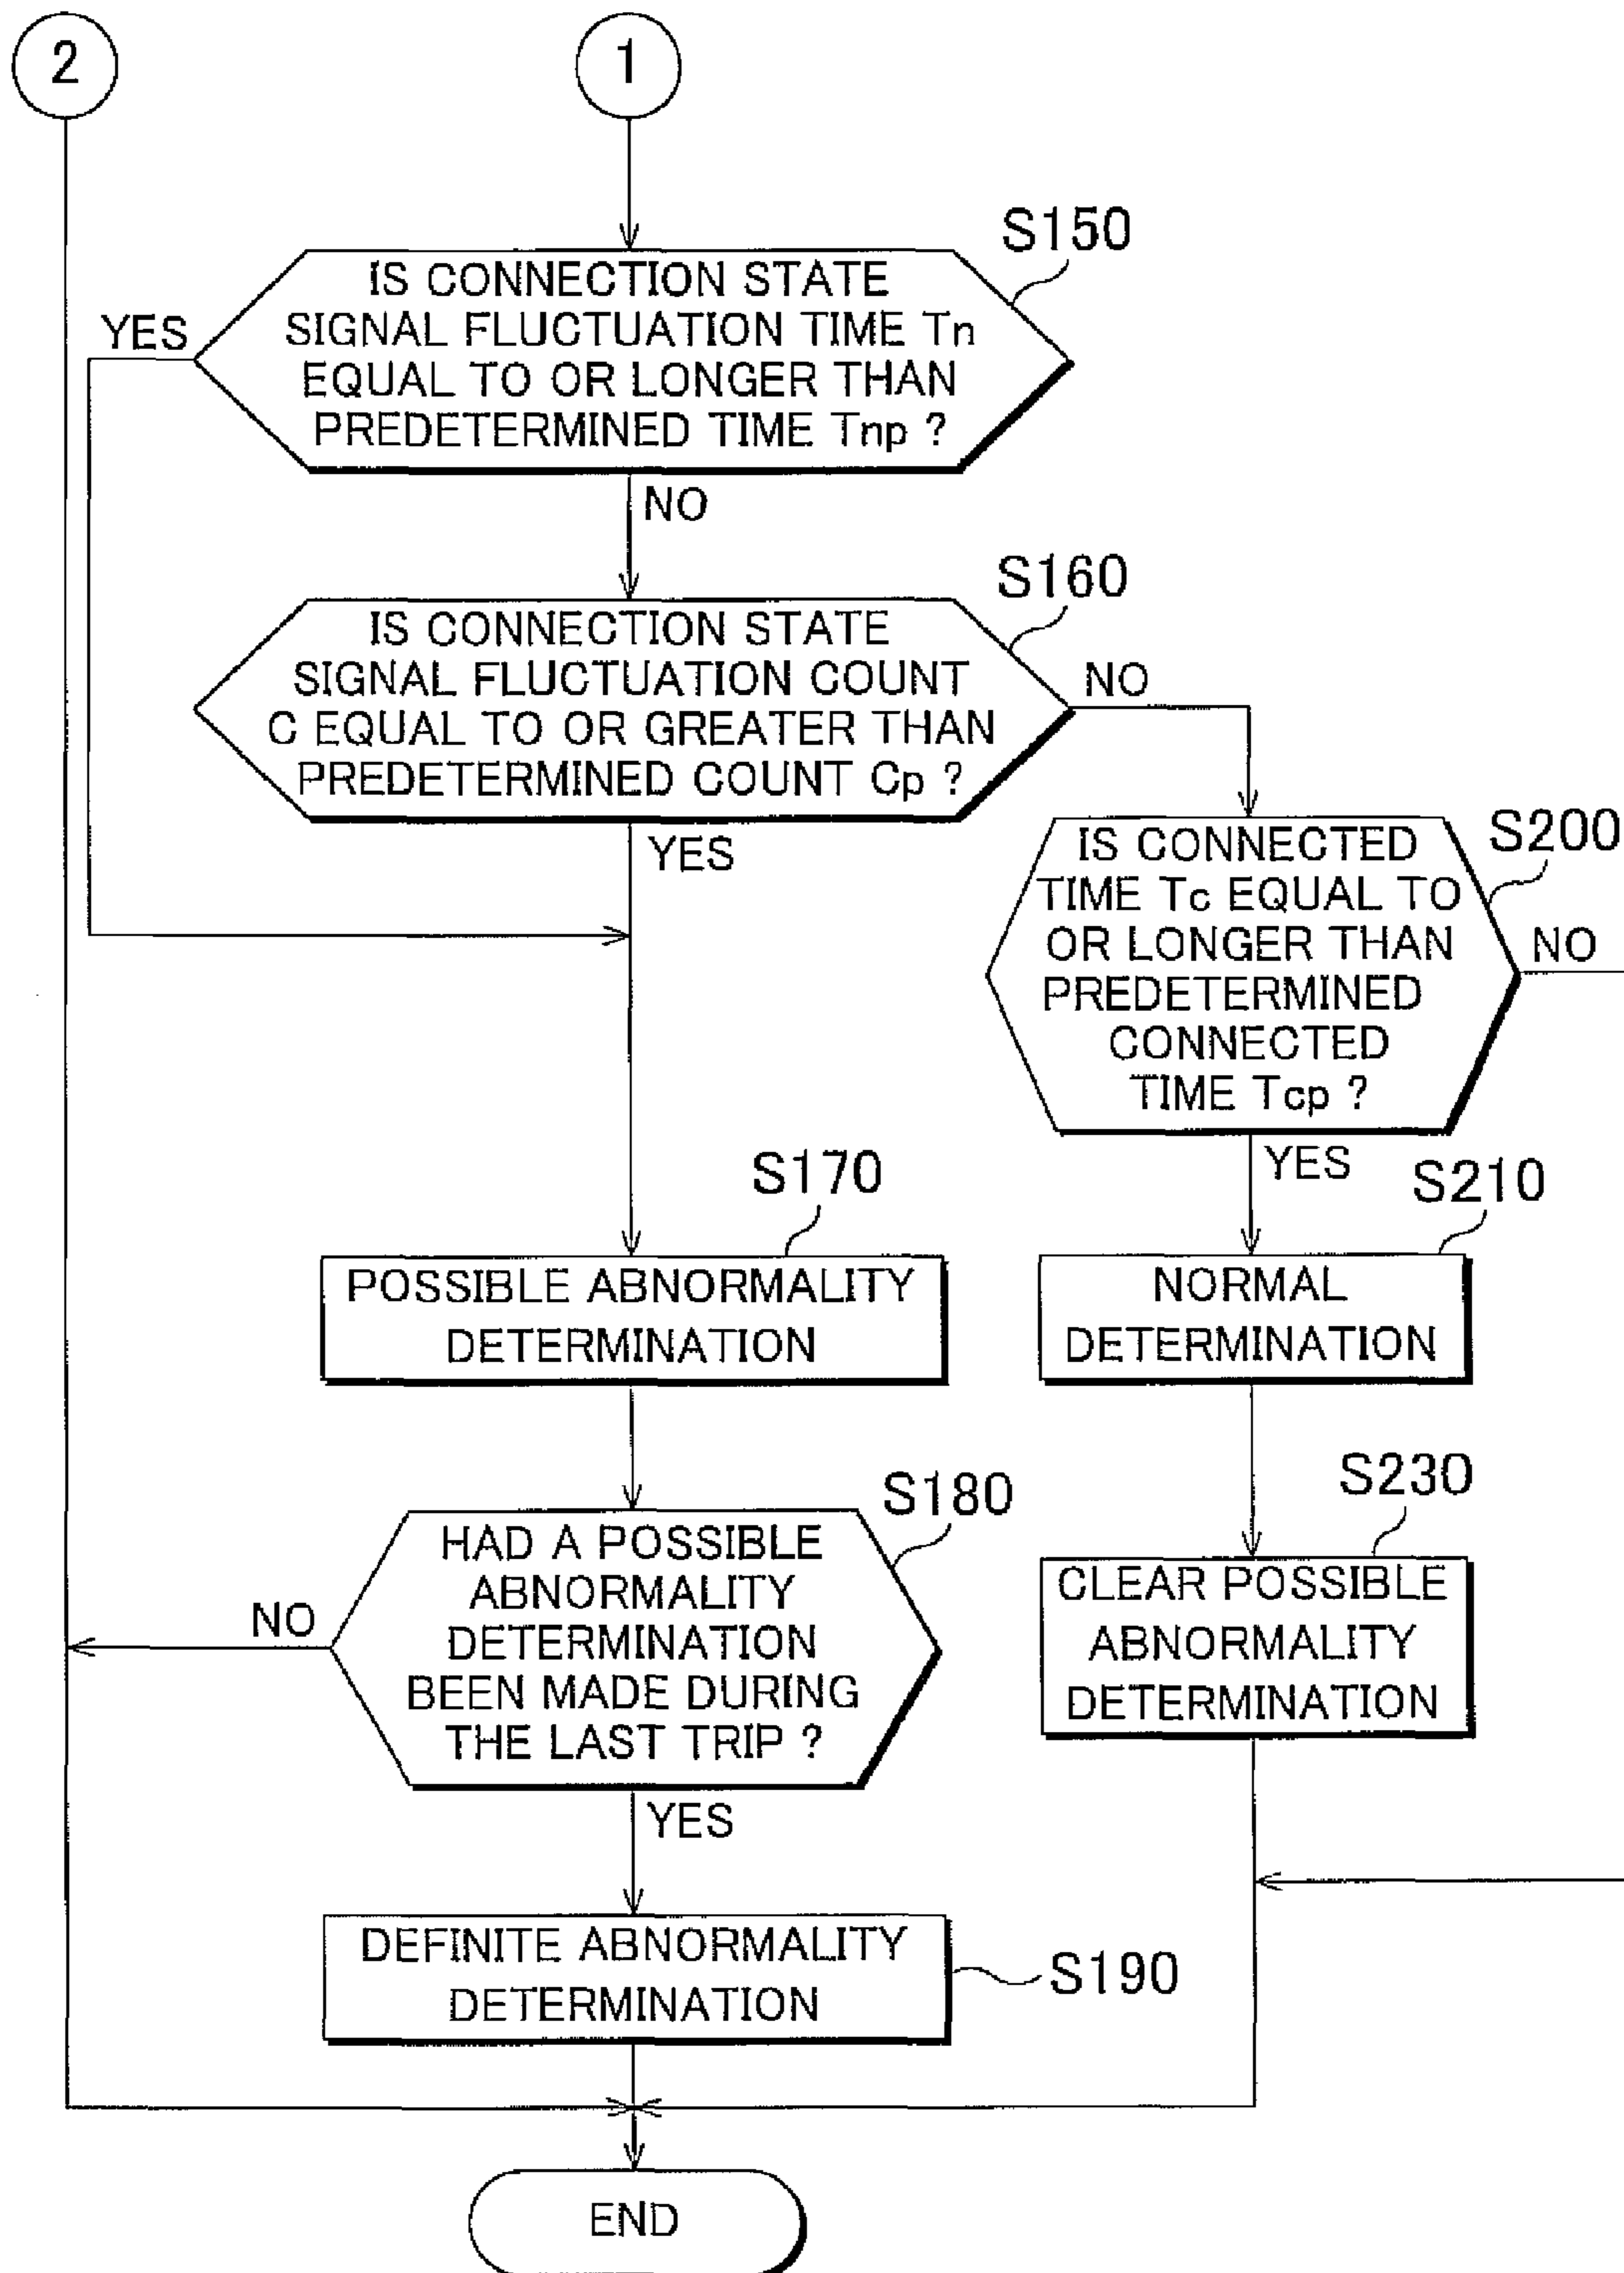 2
1
S150
IS CONNECTION STATE
SIGNAL FLUCTUATION TIME Tn
EQUAL TO OR LONGER THAN
PREDETERMINED TIME Tnp ?
YES
NO
S160
IS CONNECTION STATE
SIGNAL FLUCTUATION COUNT
C EQUAL TO OR GREATER THAN
PREDETERMINED COUNT Cp ?
NO
YES
S200
IS CONNECTED
TIME Tc EQUAL TO
OR LONGER THAN
PREDETERMINED
CONNECTED
TIME Tcp ?
NO
YES
S170
POSSIBLE ABNORMALITY
DETERMINATION
S210
NORMAL
DETERMINATION
S180
HAD A POSSIBLE
ABNORMALITY
DETERMINATION
BEEN MADE DURING
THE LAST TRIP ?
NO
YES
S230
CLEAR POSSIBLE
ABNORMALITY
DETERMINATION
DEFINITE ABNORMALITY
DETERMINATION
S190
END